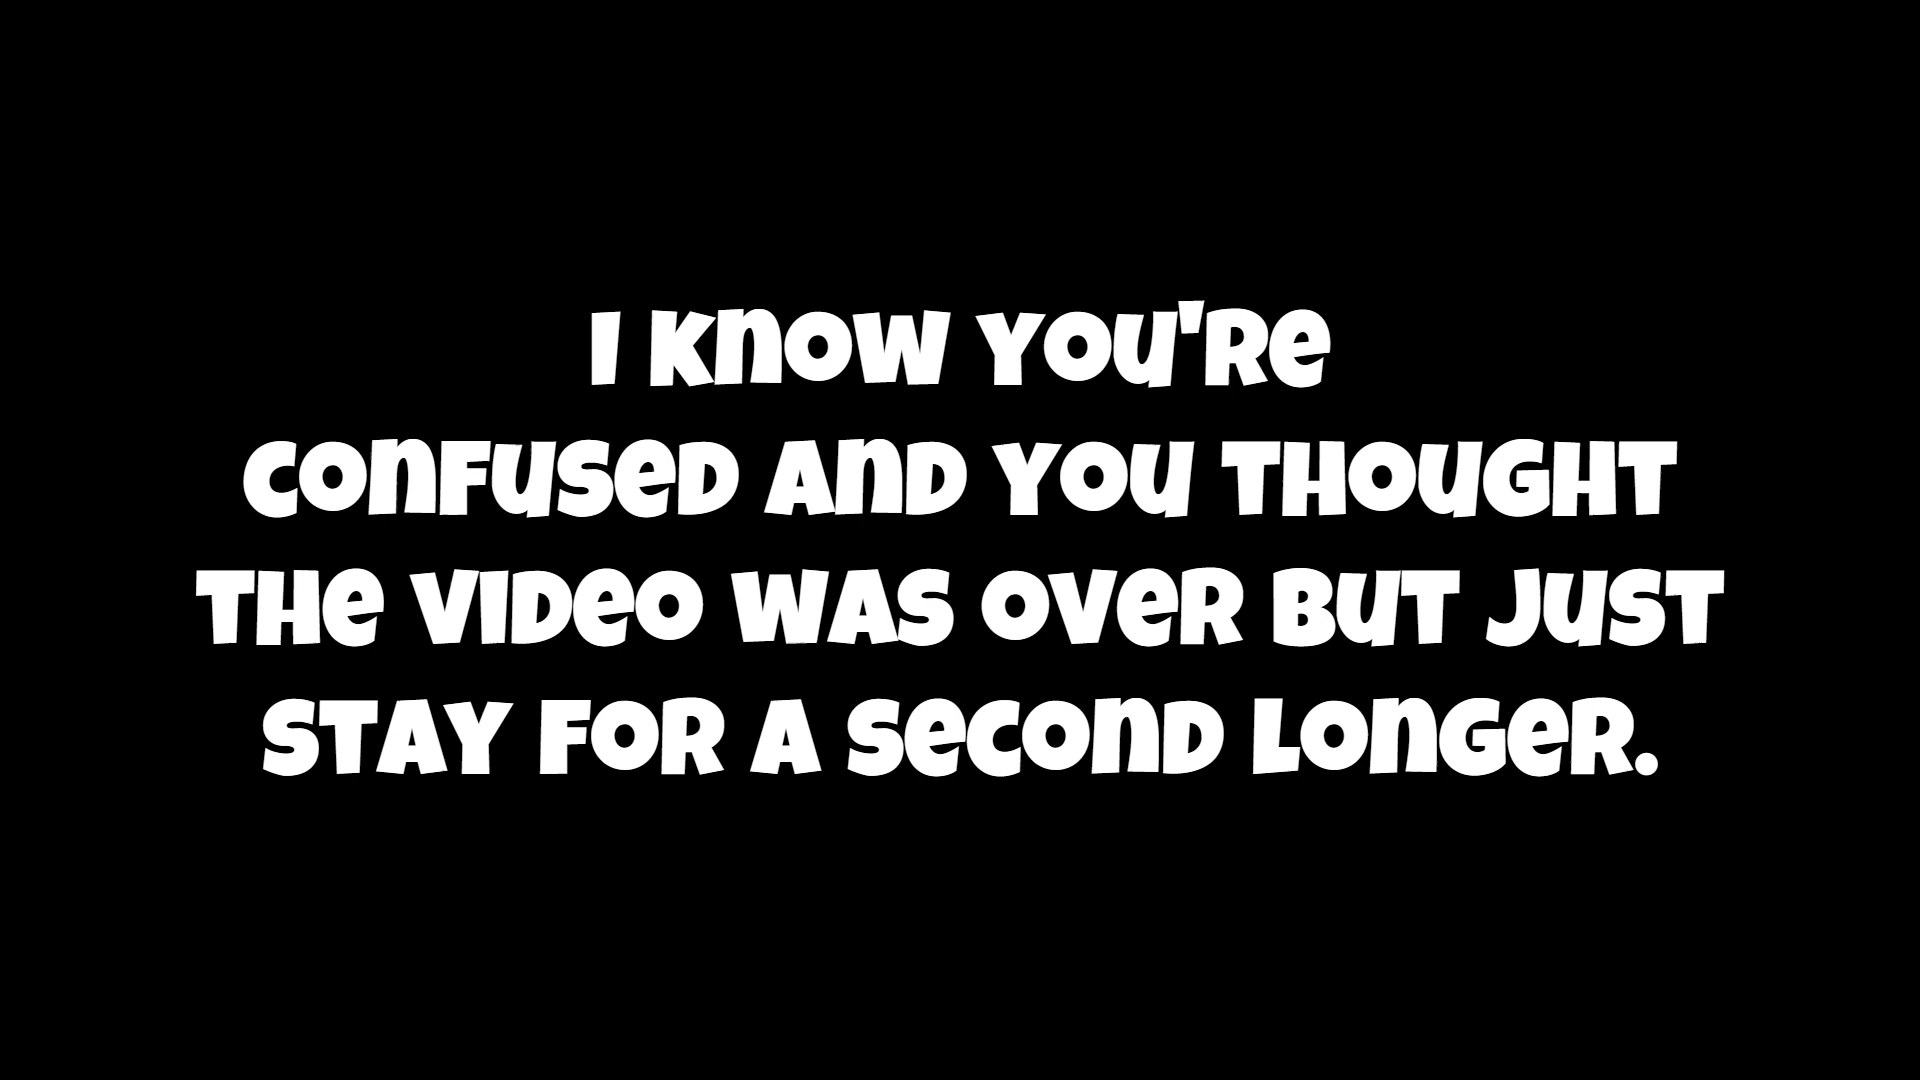 I know you're
confused and you thought
the video was over but just
stay for a second longer.